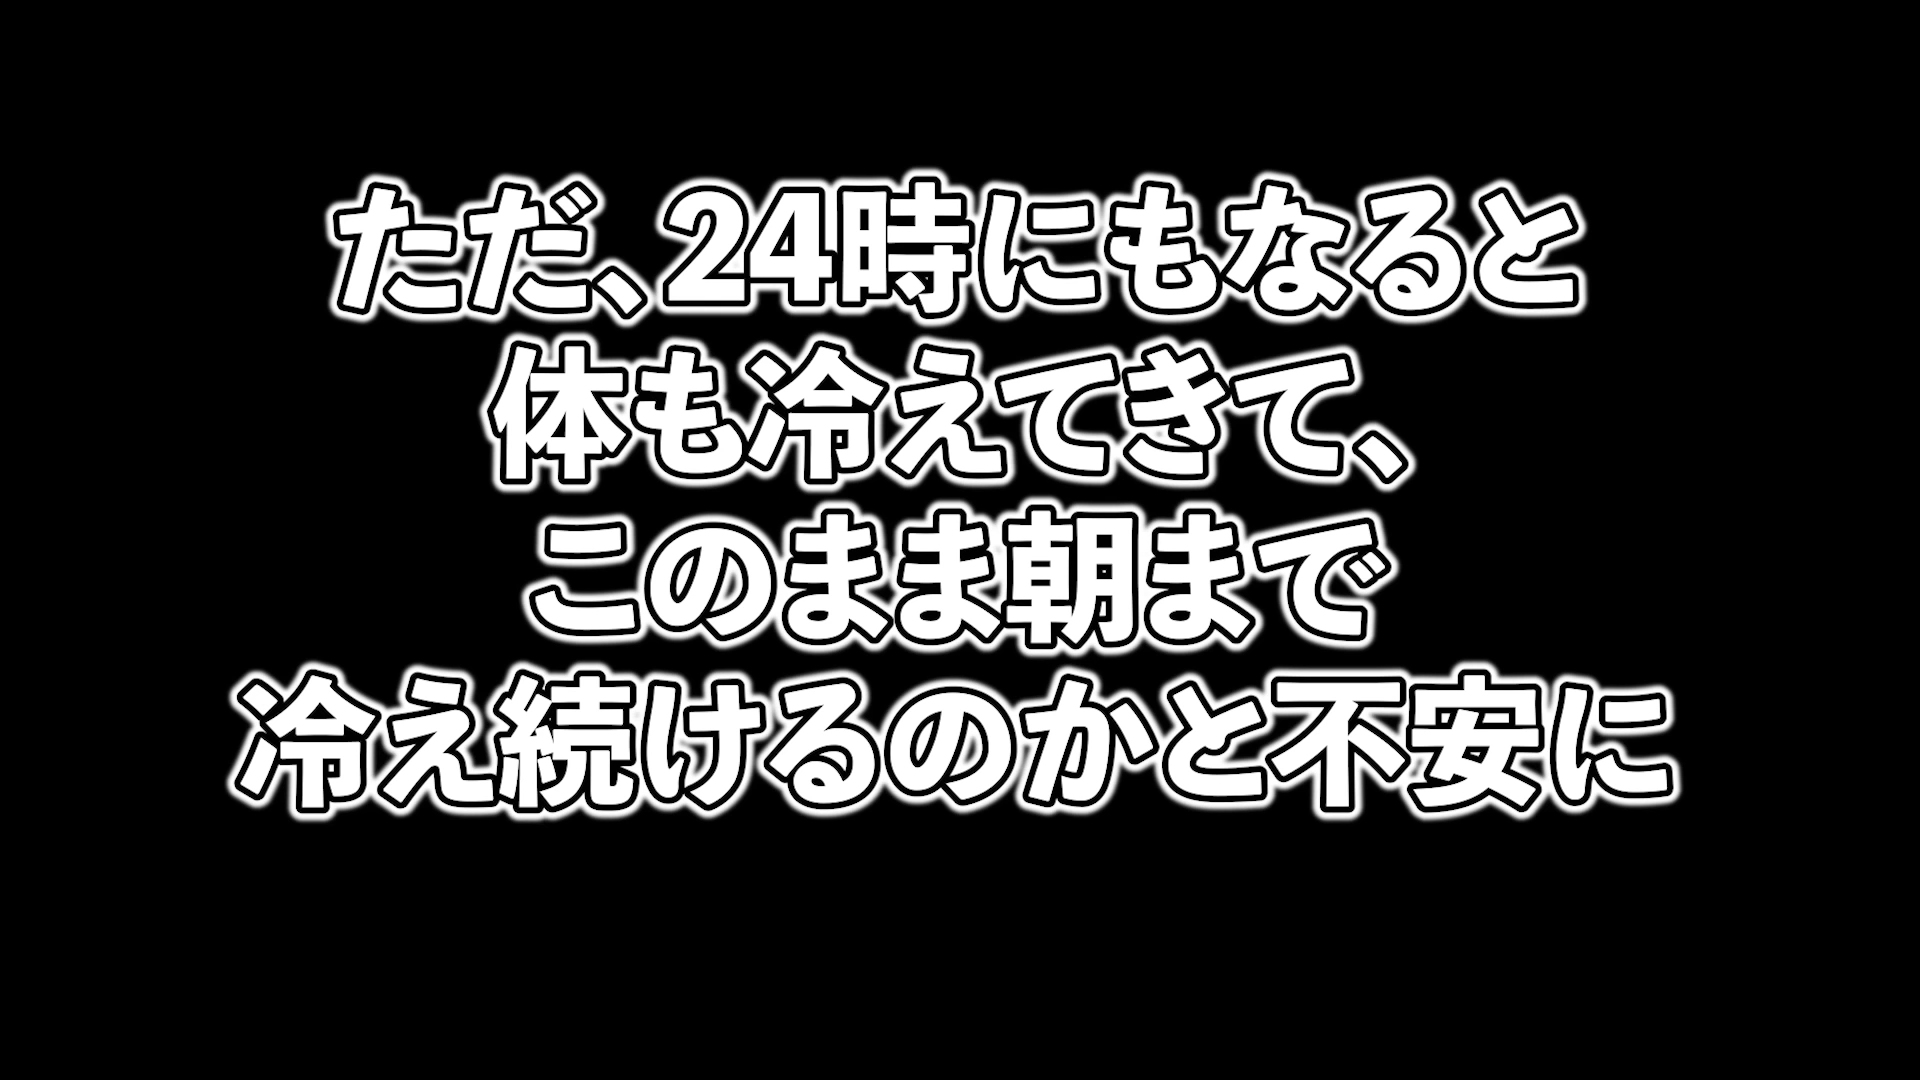 ただ、24時にもなると
体も冷えてきて、
このまま朝まで
冷え続けるのかと不安に